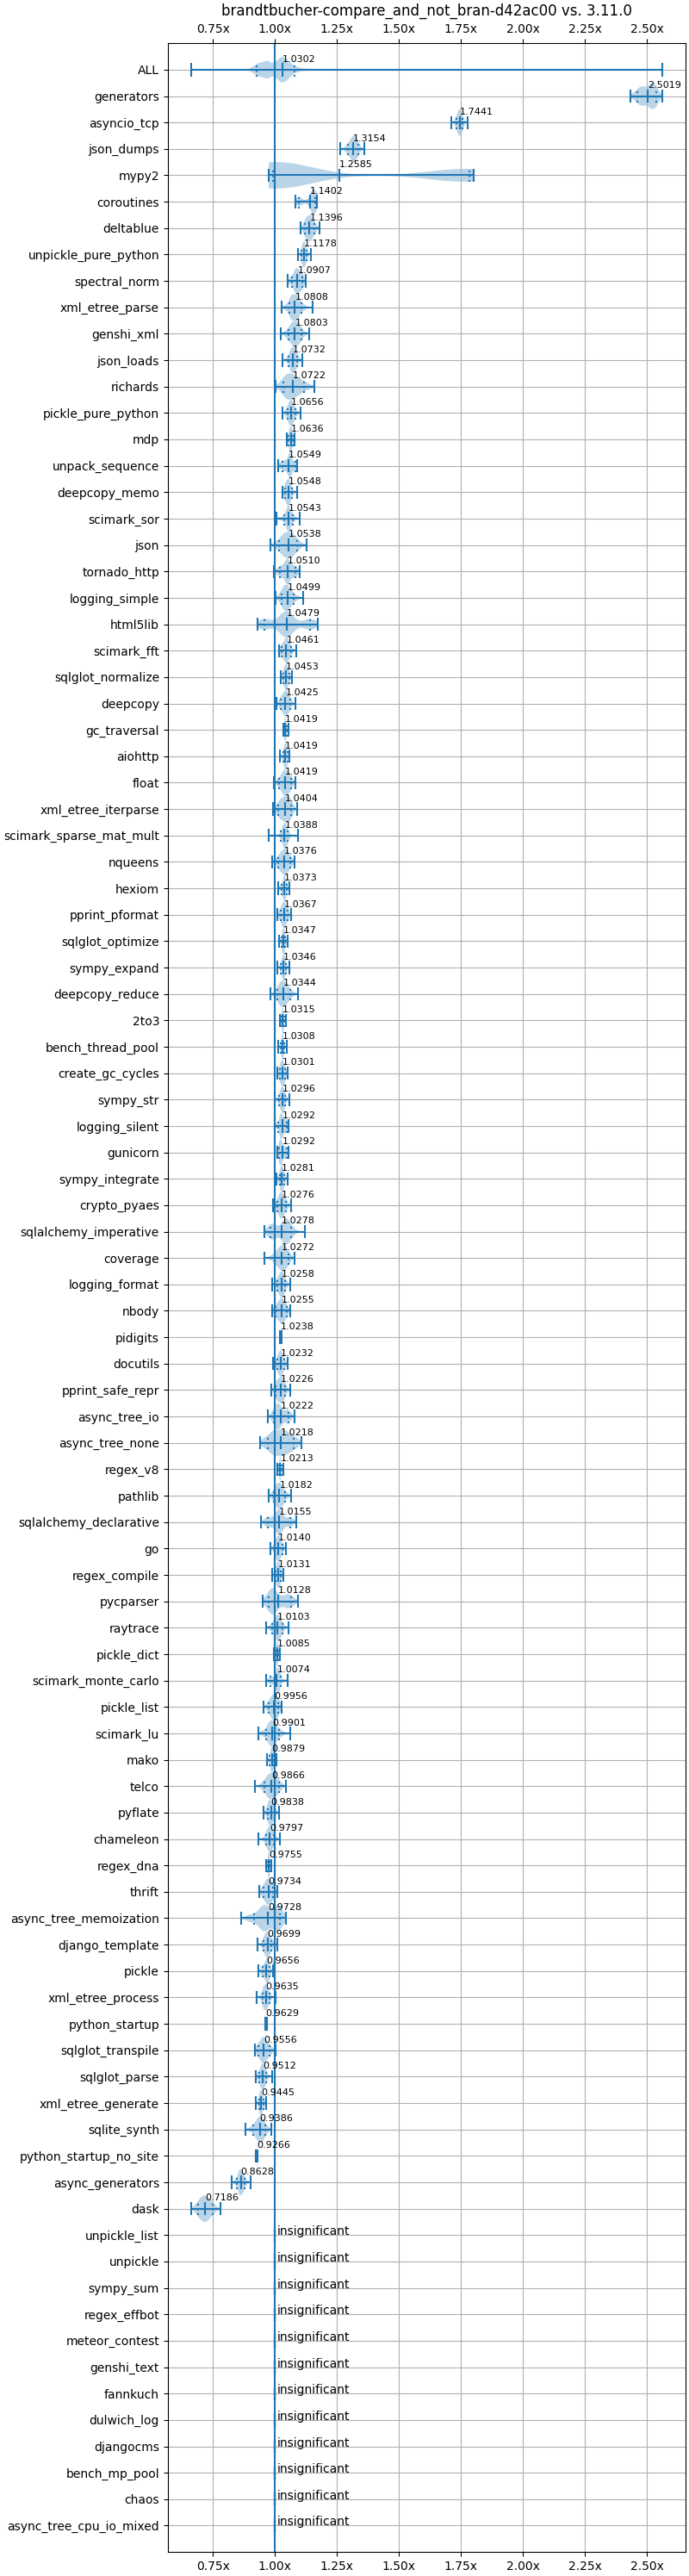 brandtbucher-compare_and_not_bran-d42ac00 vs. 3.11.0
0.75x 1.00x 1.25x 1.50x 1.75x 2.00x 2.25x 2.50x
ALL 1.0302
generators 2.5019
asyncio_tcp 1.7441
json_dumps 1.3154
mypy2 1.2585
coroutines 1.1402
deltablue 1.1396
unpickle_pure_python 1.1178
spectral_norm 1.0907
xml_etree_parse 1.0808
genshi_xml 1.0803
json_loads 1.0732
richards 1.0722
pickle_pure_python 1.0656
mdp 1.0636
unpack_sequence 1.0549
deepcopy_memo 1.0548
scimark_sor 1.0543
json 1.0538
tornado_http 1.0510
logging_simple 1.0499
html5lib 1.0479
scimark_fft 1.0461
sqlglot_normalize 1.0453
deepcopy 1.0425
gc_traversal 1.0419
aiohttp 1.0419
float 1.0419
xml_etree_iterparse 1.0404
scimark_sparse_mat_mult 1.0388
nqueens 1.0376
hexiom 1.0373
pprint_pformat 1.0367
sqlglot_optimize 1.0347
sympy_expand 1.0346
deepcopy_reduce 1.0344
2to3 1.0315
bench_thread_pool 1.0308
create_gc_cycles 1.0301
sympy_str 1.0296
logging_silent 1.0292
gunicorn 1.0292
sympy_integrate 1.0281
crypto_pyaes 1.0276
sqlalchemy_imperative 1.0278
coverage 1.0272
logging_format 1.0258
nbody 1.0255
pidigits 1.0238
docutils 1.0232
pprint_safe_repr 1.0226
async_tree_io 1.0222
async_tree_none 1.0218
regex_v8 1.0213
pathlib 1.0182
sqlalchemy_declarative 1.0155
go 1.0140
regex_compile 1.0131
pycparser 1.0128
raytrace 1.0103
pickle_dict 1.0085
scimark_monte_carlo 1.0074
pickle_list 0.9956
scimark_lu 0.9901
mako 0.9879
telco 0.9866
pyflate 0.9838
chameleon 0.9797
regex_dna 0.9755
thrift 0.9734
async_tree_memoization 0.9728
django_template 0.9699
pickle 0.9656
xml_etree_process 0.9635
python_startup 0.9629
sqlglot_transpile 0.9556
sqlglot_parse 0.9512
xml_etree_generate 0.9445
sqlite_synth 0.9386
python_startup_no_site 0.9266
async_generators 0.8628
dask 0.7186
unpickle_list insignificant
unpickle insignificant
sympy_sum insignificant
regex_effbot insignificant
meteor_contest insignificant
genshi_text insignificant
fannkuch insignificant
dulwich_log insignificant
djangocms insignificant
bench_mp_pool insignificant
chaos insignificant
async_tree_cpu_io_mixed insignificant
0.75x 1.00x 1.25x 1.50x 1.75x 2.00x 2.25x 2.50x